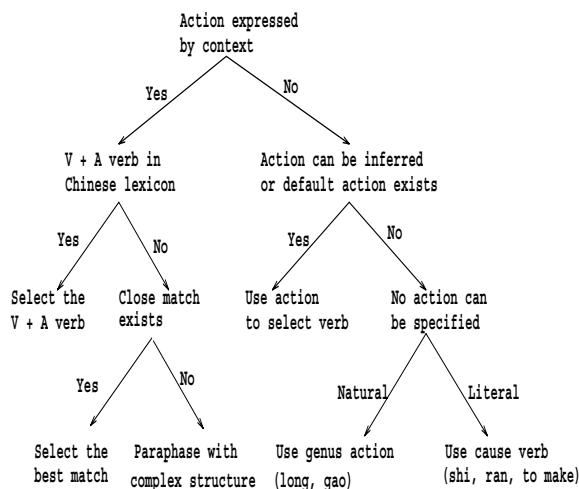 Action expressed
by context
Yes
No
V + A verb in
Chinese lexicon
Action can be inferred
or default action exists
Yes
No
Yes
No
Select the
V + A verb
Close match
exists
Use action
to select verb
No action can
be specified
Yes
No
Natural
Literal
Select the
best match
Paraphase with
complex structure
Use genus action
(long, gao)
Use cause verb
(shi, ran, to make)